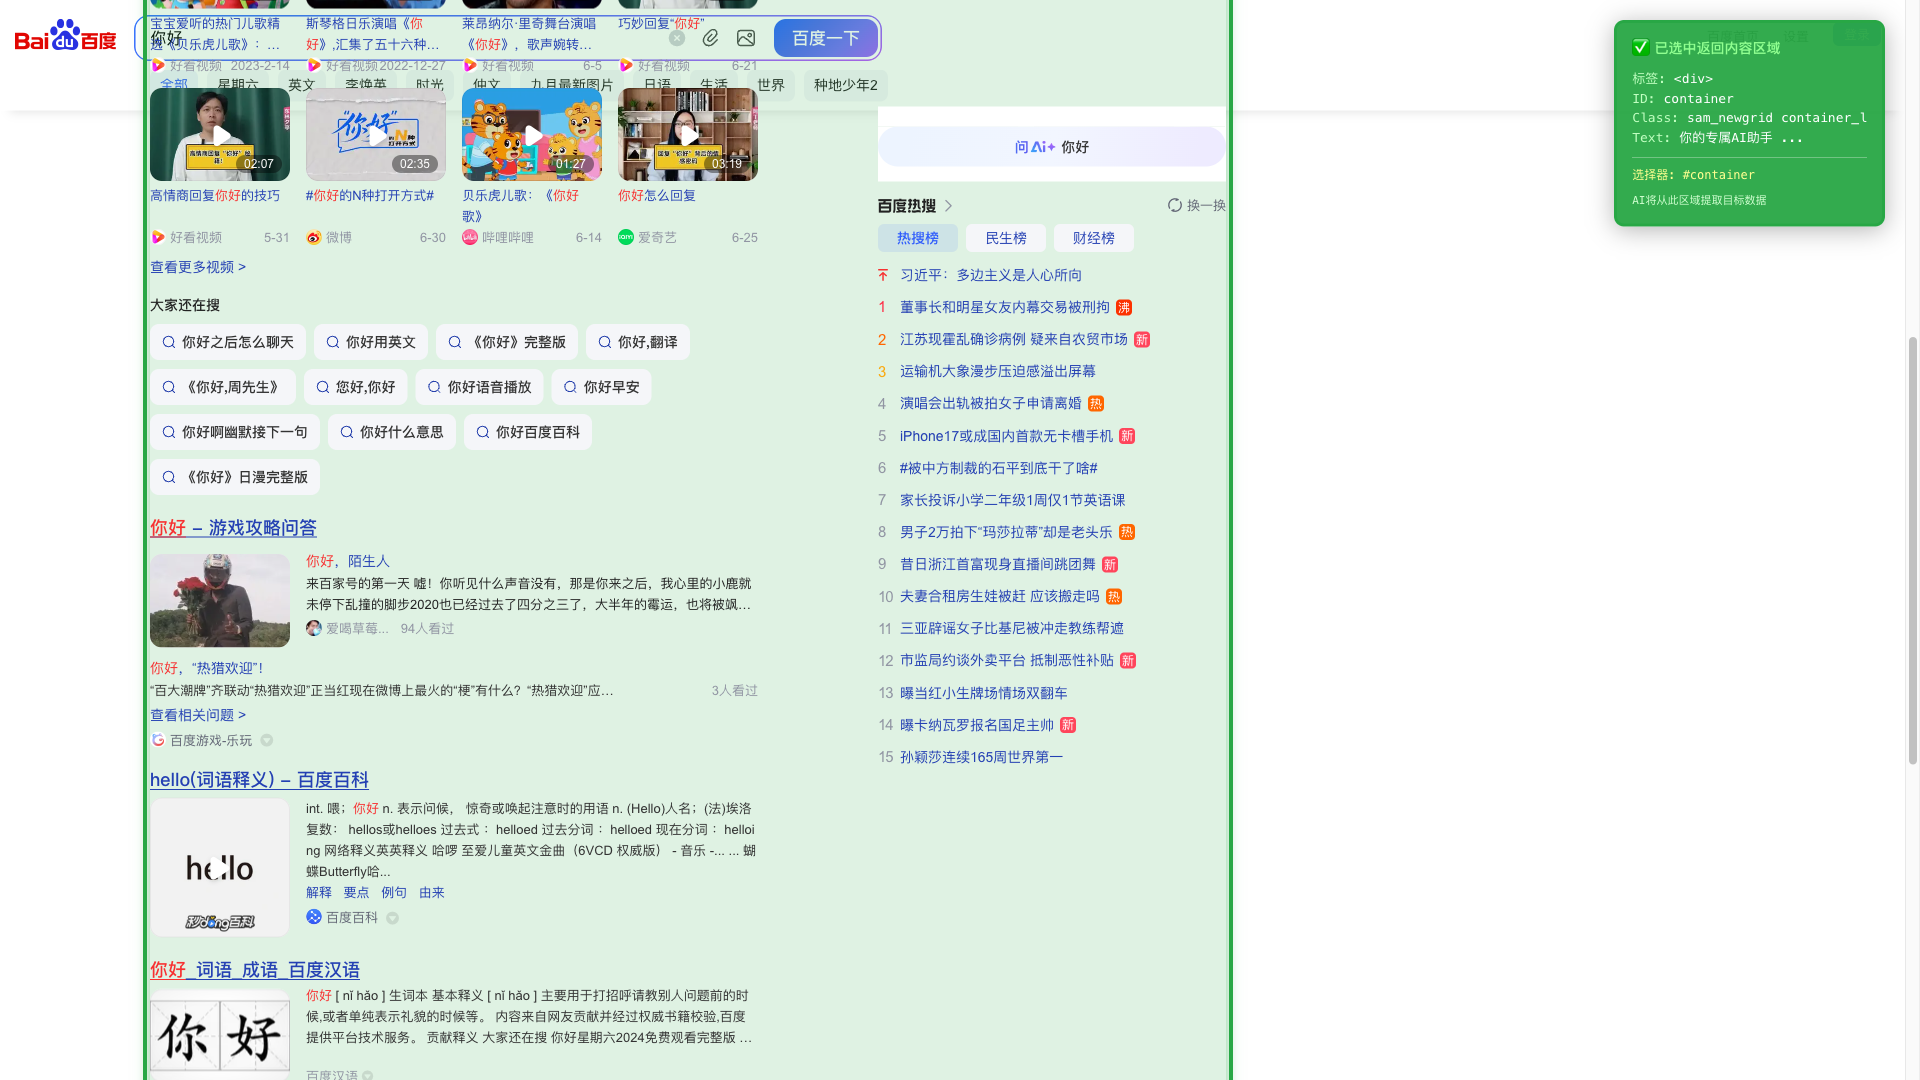 Bai du 百度
你好
百度一下
宝宝爱听的热门儿歌精
选《贝乐虎儿歌》：…
好看视频 2023-2-14
斯琴格日乐演唱《你
好》,汇集了五十六种…
好看视频 2022-12-27
莱昂纳尔·里奇舞台演唱
《你好》，歌声婉转…
好看视频 6-5
巧妙回复“你好”
好看视频 6-21
全部 星期六 英文 李焕英 时光 仲文 九月最新图片 日语 生活 世界 种地少年2
02:07
高情商回复你好的技巧
好看视频 5-31
“你好”
N种
打开方式
02:35
#你好的N种打开方式#
微博 6-30
01:27
贝乐虎儿歌：《你好
歌》
哔哩哔哩 6-14
03:19
你好怎么回复
爱奇艺 6-25
查看更多视频 >
大家还在搜
你好之后怎么聊天 你好用英文 《你好》完整版 你好,翻译
《你好,周先生》 您好,你好 你好语音播放 你好早安
你好啊幽默接下一句 你好什么意思 你好百度百科
《你好》日漫完整版
你好 – 游戏攻略问答
你好，陌生人
来百家号的第一天 嘘！你听见什么声音没有，那是你来之后，我心里的小鹿就
未停下乱撞的脚步2020也已经过去了四分之三了，大半年的霉运，也将被飒…
爱喝草莓... 94人看过
你好，“热猎欢迎”！
“百大潮牌”齐联动“热猎欢迎”正当红现在微博上最火的“梗”有什么？“热猎欢迎”应… 3人看过
查看相关问题 >
百度游戏-乐玩
hello(词语释义) – 百度百科
hello
秒dǒng百科
int. 喂；你好 n. 表示问候， 惊奇或唤起注意时的用语 n. (Hello)人名；(法)埃洛
复数： hellos或helloes 过去式： helloed 过去分词： helloed 现在分词： helloi
ng 网络释义英英释义 哈啰 至爱儿童英文金曲（6VCD 权威版） - 音乐 -... ... 蝴
蝶Butterfly哈...
解释 要点 例句 由来
百度百科
你好_词语_成语_百度汉语
你好
你好 [ nǐ hǎo ] 生词本 基本释义 [ nǐ hǎo ] 主要用于打招呼请教别人问题前的时
候,或者单纯表示礼貌的时候等。 内容来自网友贡献并经过权威书籍校验,百度
提供平台技术服务。 贡献释义 大家还在搜 你好星期六2024免费观看完整版 …
百度汉语
问 Ai+ 你好
百度热搜 换一换
热搜榜 民生榜 财经榜
习近平：多边主义是人心所向
1 董事长和明星女友内幕交易被刑拘 沸
2 江苏现霍乱确诊病例 疑来自农贸市场 新
3 运输机大象漫步压迫感溢出屏幕
4 演唱会出轨被拍女子申请离婚 热
5 iPhone17或成国内首款无卡槽手机 新
6 #被中方制裁的石平到底干了啥#
7 家长投诉小学二年级1周仅1节英语课
8 男子2万拍下“玛莎拉蒂”却是老头乐 热
9 昔日浙江首富现身直播间跳团舞 新
10 夫妻合租房生娃被赶 应该搬走吗 热
11 三亚辟谣女子比基尼被冲走教练帮遮
12 市监局约谈外卖平台 抵制恶性补贴 新
13 曝当红小生牌场情场双翻车
14 曝卡纳瓦罗报名国足主帅 新
15 孙颖莎连续165周世界第一
已选中返回内容区域
标签: <div>
ID: container
Class: sam_newgrid container_l
Text: 你的专属AI助手 ...
选择器: #container
AI将从此区域提取目标数据